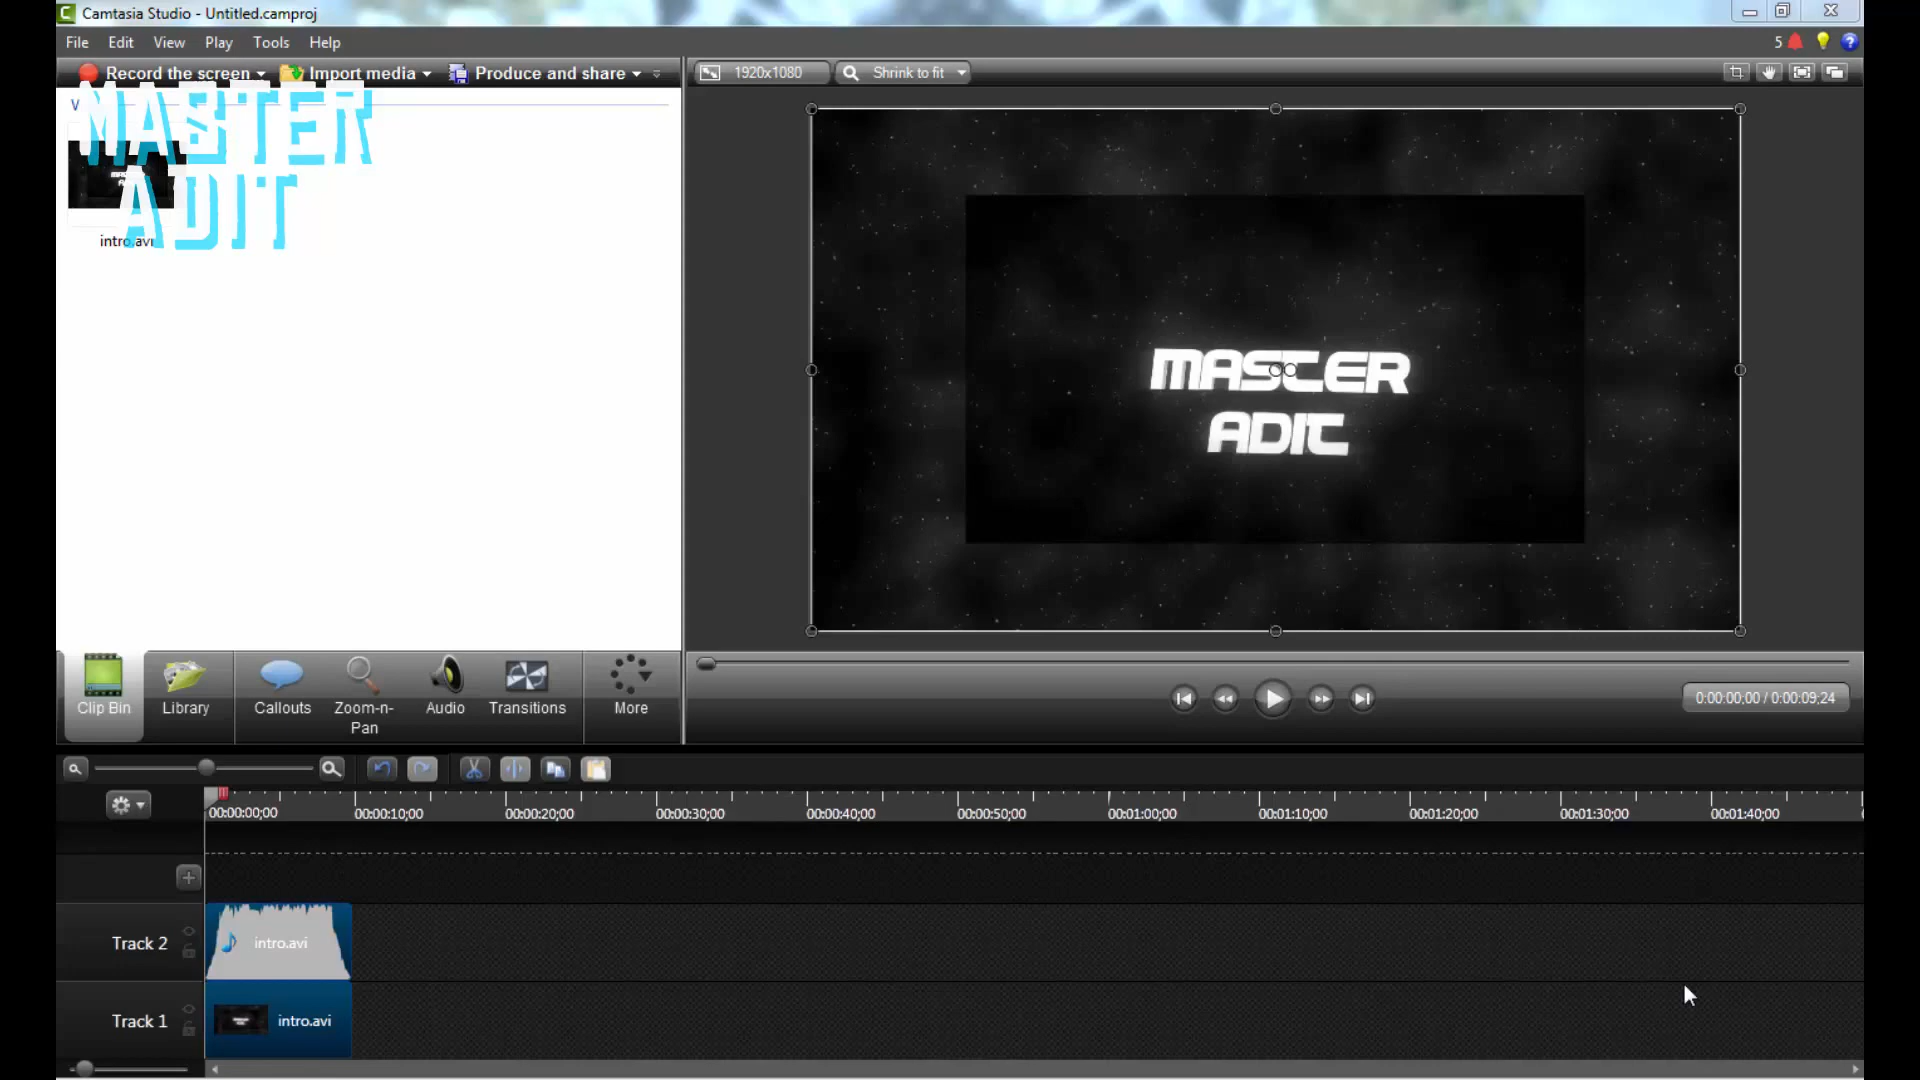 Camtasia Studio - Untitled.camproj
File Edit View Play Tools Help
5
Record the screen Import media Produce and share
1920x1080 Shrink to fit
MASTER
ADIT
intro.avi
MASTER
ADIT
Clip Bin Library Callouts Zoom-n-Pan Audio Transitions More
0:00:00;00 / 0:00:09;24
00:00:00;00 00:00:10;00 00:00:20;00 00:00:30;00 00:00:40;00 00:00:50;00 00:01:00;00 00:01:10;00 00:01:20;00 00:01:30;00 00:01:40;00
Track 2 intro.avi
Track 1 intro.avi